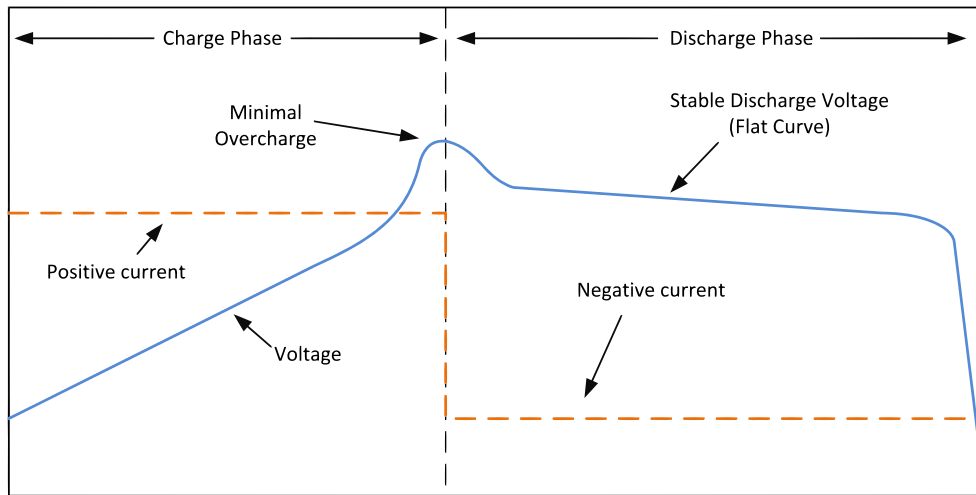 Charge Phase
Discharge Phase
Minimal
Overcharge
Stable Discharge Voltage
(Flat Curve)
Positive current
Negative current
Voltage